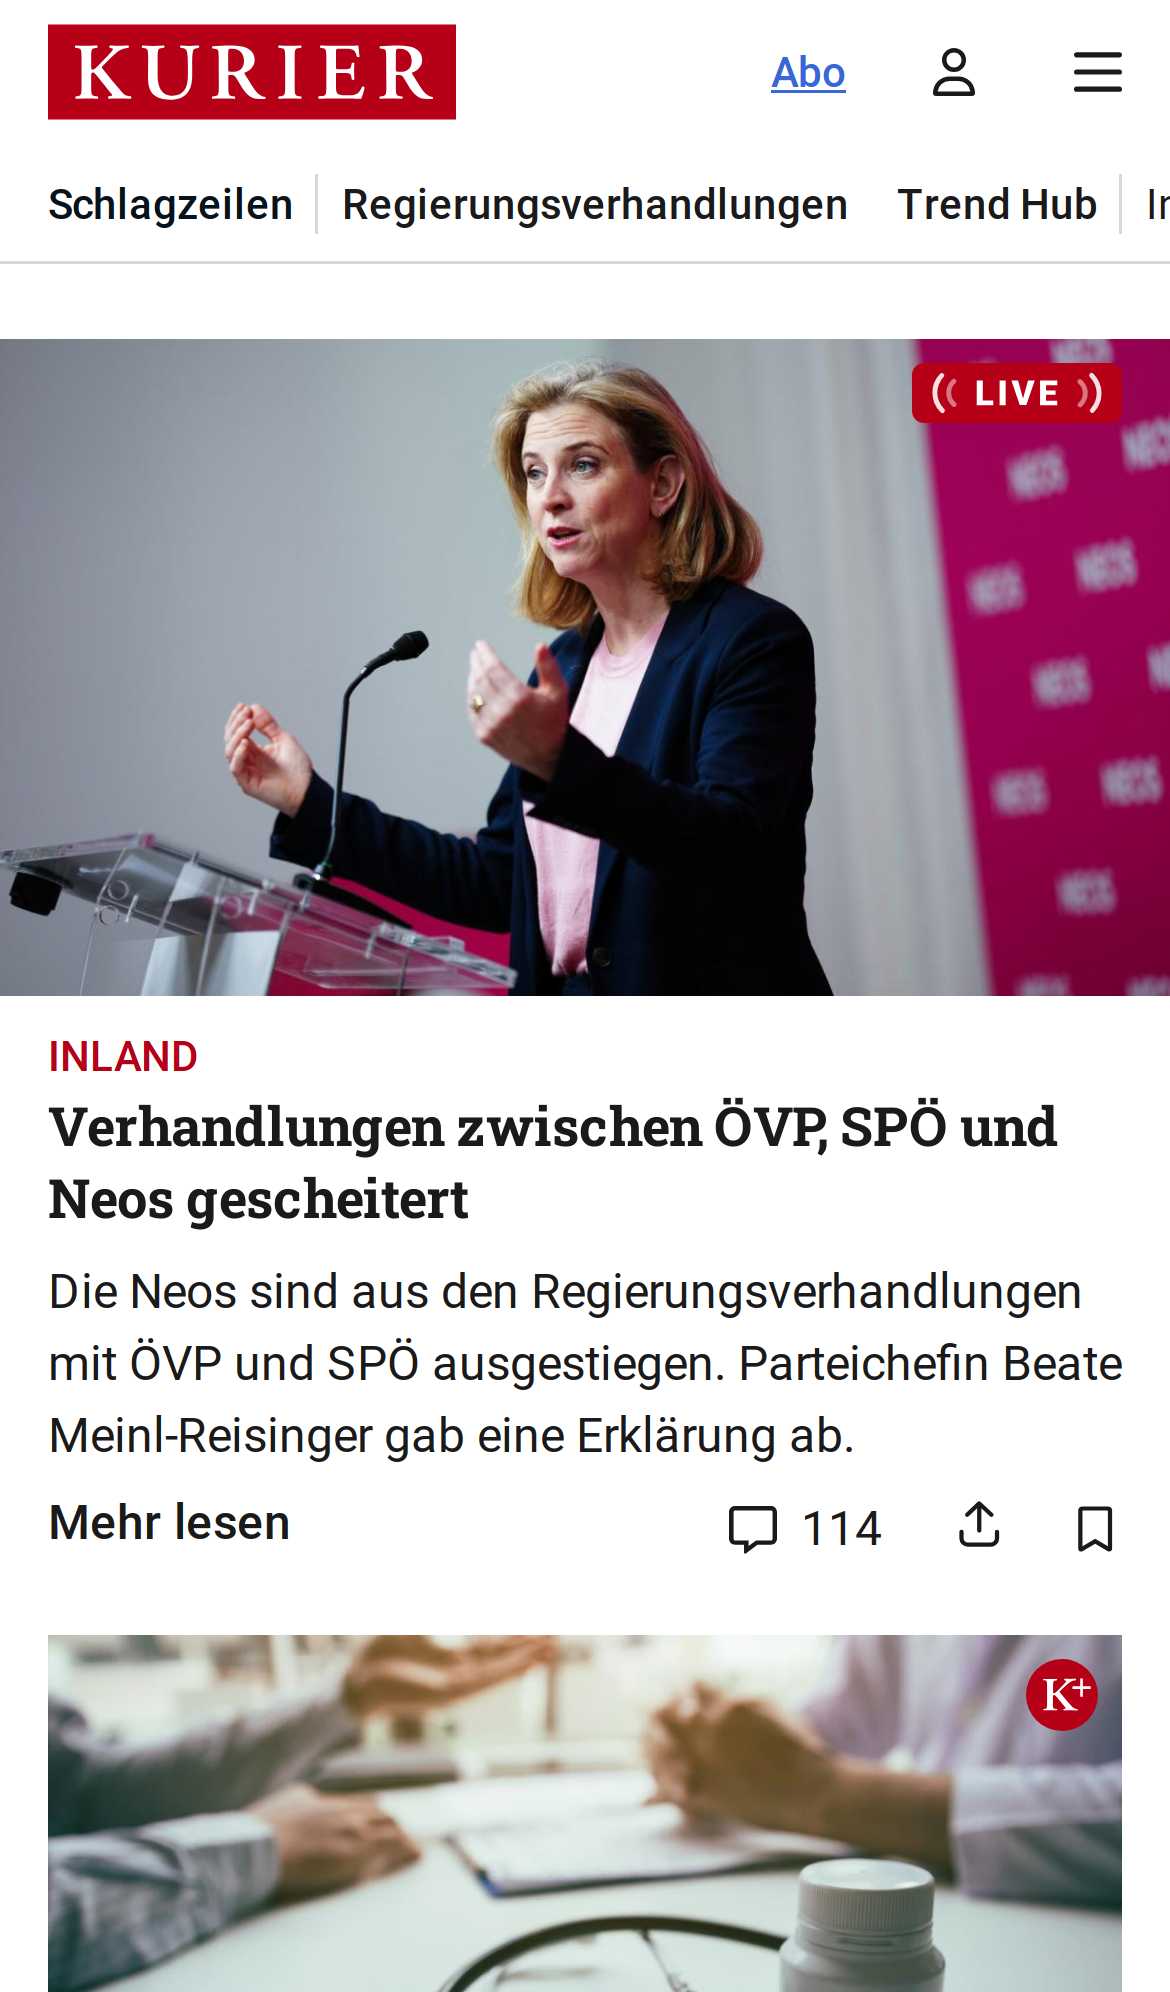 KURIER
Abo
Schlagzeilen
Regierungsverhandlungen
Trend Hub
LIVE
NEOS
NEOS
NEOS
NEOS
NEOS
NEOS
NEOS
NEOS
INLAND
Verhandlungen zwischen ÖVP, SPÖ und
Neos gescheitert
Die Neos sind aus den Regierungsverhandlungen
mit ÖVP und SPÖ ausgestiegen. Parteichefin Beate
Meinl-Reisinger gab eine Erklärung ab.
Mehr lesen
114
K+